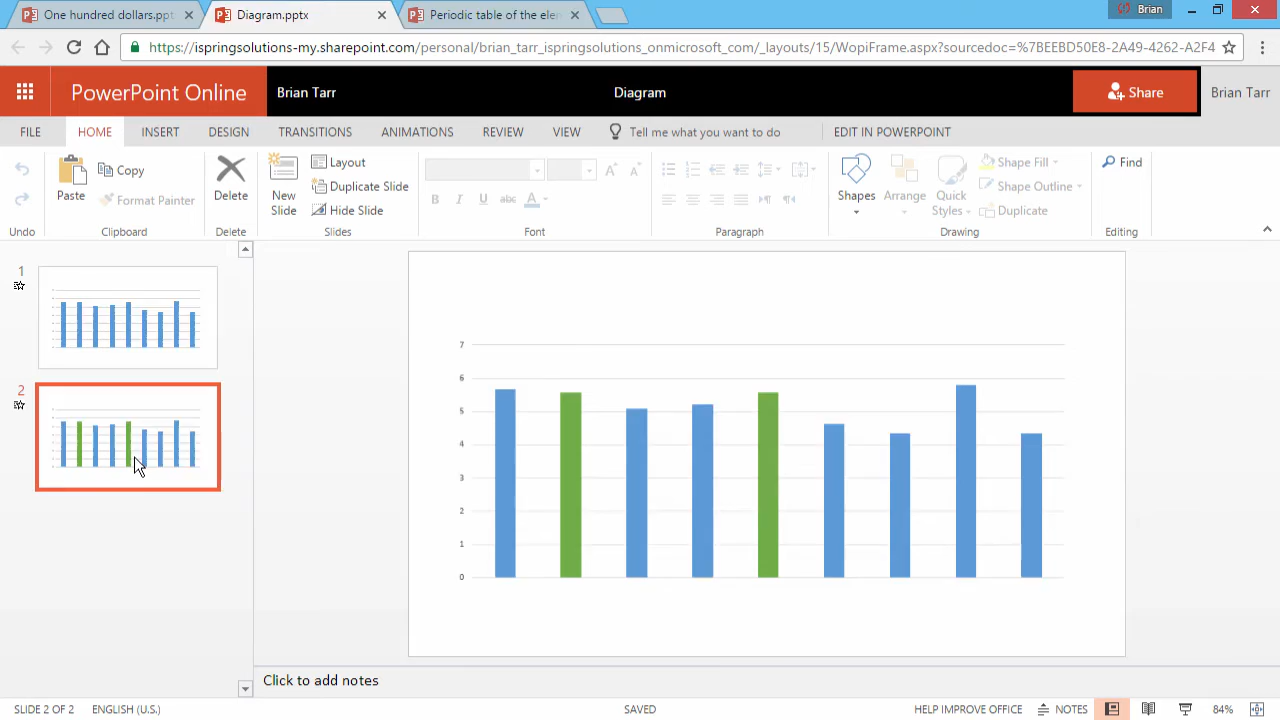 One hundred dollars.ppt
Diagram.pptx
Periodic table of the elem
Brian
https://ispringsolutions-my.sharepoint.com/personal/brian_tarr_ispringsolutions_onmicrosoft_com/_layouts/15/WopiFrame.aspx?sourcedoc=%7BEEBD50E8-2A49-4262-A2F4
PowerPoint Online
Brian Tarr
Diagram
Share
Brian Tarr
FILE
HOME
INSERT
DESIGN
TRANSITIONS
ANIMATIONS
REVIEW
VIEW
Tell me what you want to do
EDIT IN POWERPOINT
Paste
Copy
Format Painter
Delete
New
Slide
Layout
Duplicate Slide
Hide Slide
B I U abc A
Shapes
Arrange
Quick
Styles
Shape Fill
Shape Outline
Duplicate
Find
Undo
Clipboard
Delete
Slides
Font
Paragraph
Drawing
Editing
1
2
7
6
5
4
3
2
1
0
Click to add notes
SLIDE 2 OF 2
ENGLISH (U.S.)
SAVED
HELP IMPROVE OFFICE
NOTES
84%